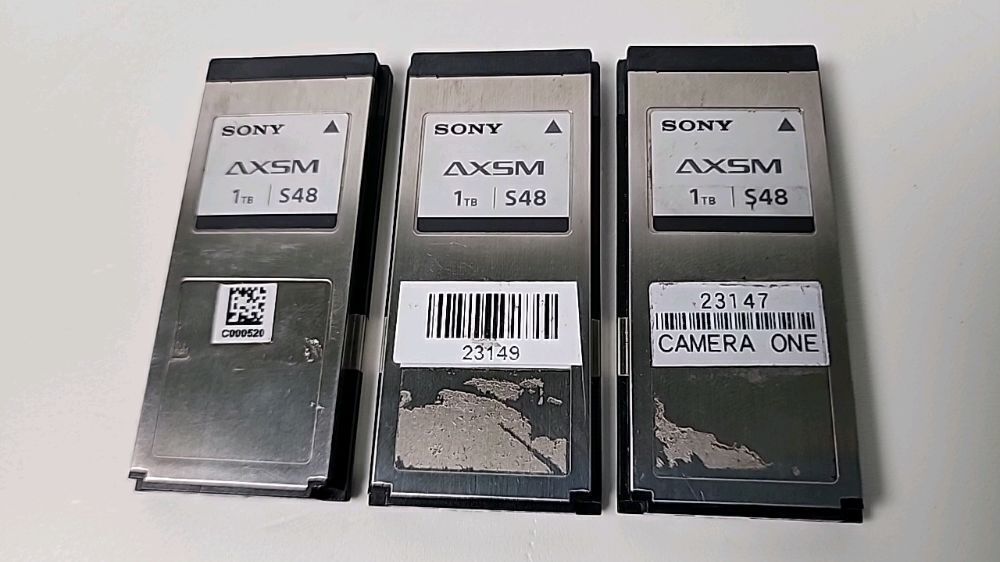 SONY
AXSM
1TB S48
C000520
SONY
AXSM
1TB S48
23149
SONY
AXSM
1TB S48
23147
CAMERA ONE